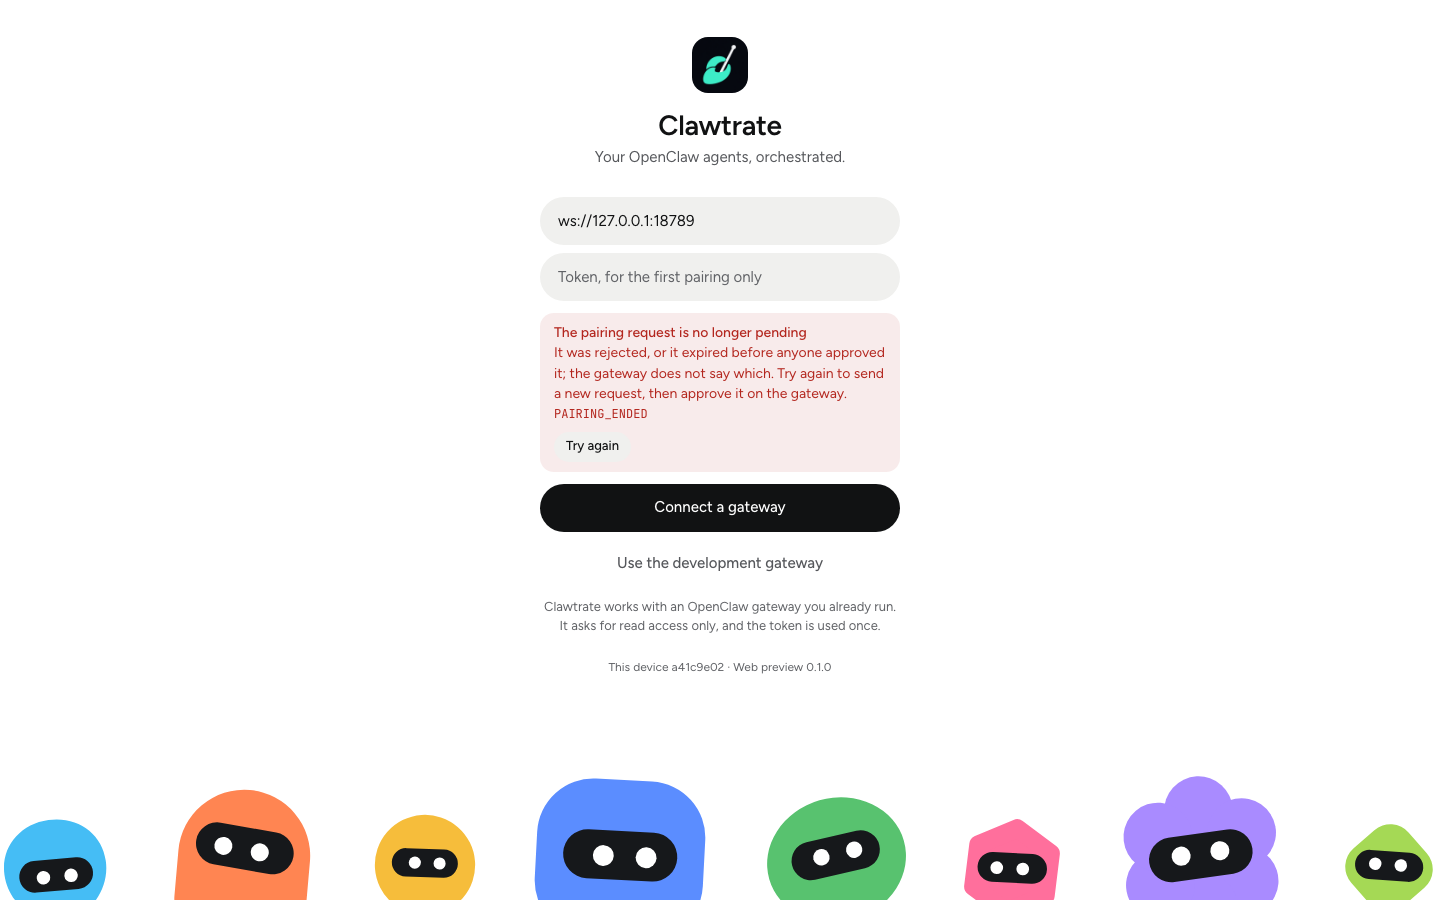 Clawtrate
Your OpenClaw agents, orchestrated.
ws://127.0.0.1:18789
Token, for the first pairing only
The pairing request is no longer pending
It was rejected, or it expired before anyone approved
it; the gateway does not say which. Try again to send
a new request, then approve it on the gateway.
PAIRING_ENDED
Try again
Connect a gateway
Use the development gateway
Clawtrate works with an OpenClaw gateway you already run.
It asks for read access only, and the token is used once.
This device a41c9e02 · Web preview 0.1.0